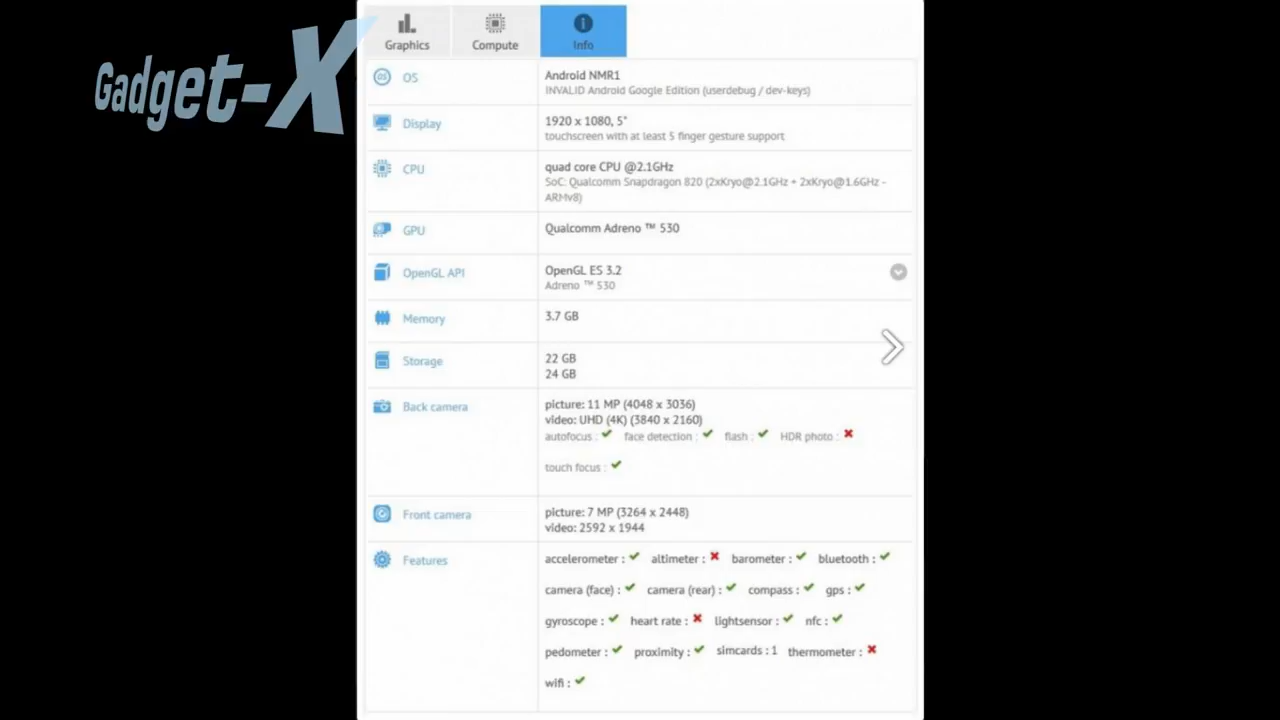 Gadget-X
Graphics
Compute
Info
OS
Android NMR1
INVALID Android Google Edition (userdebug / dev-keys)
Display
1920 x 1080, 5"
touchscreen with at least 5 finger gesture support
CPU
quad core CPU @2.1GHz
SoC: Qualcomm Snapdragon 820 (2xKryo@2.1GHz + 2xKryo@1.6GHz -
ARMv8)
GPU
Qualcomm Adreno ™ 530
OpenGL API
OpenGL ES 3.2
Adreno ™ 530
Memory
3.7 GB
Storage
22 GB
24 GB
Back camera
picture: 11 MP (4048 x 3036)
video: UHD (4K) (3840 x 2160)
autofocus : ✔ face detection : ✔ flash : ✔ HDR photo : ✖
touch focus : ✔
Front camera
picture: 7 MP (3264 x 2448)
video: 2592 x 1944
Features
accelerometer : ✔ altimeter : ✖ barometer : ✔ bluetooth : ✔
camera (face) : ✔ camera (rear) : ✔ compass : ✔ gps : ✔
gyroscope : ✔ heart rate : ✖ lightsensor : ✔ nfc : ✔
pedometer : ✔ proximity : ✔ simcards : 1 thermometer : ✖
wifi : ✔